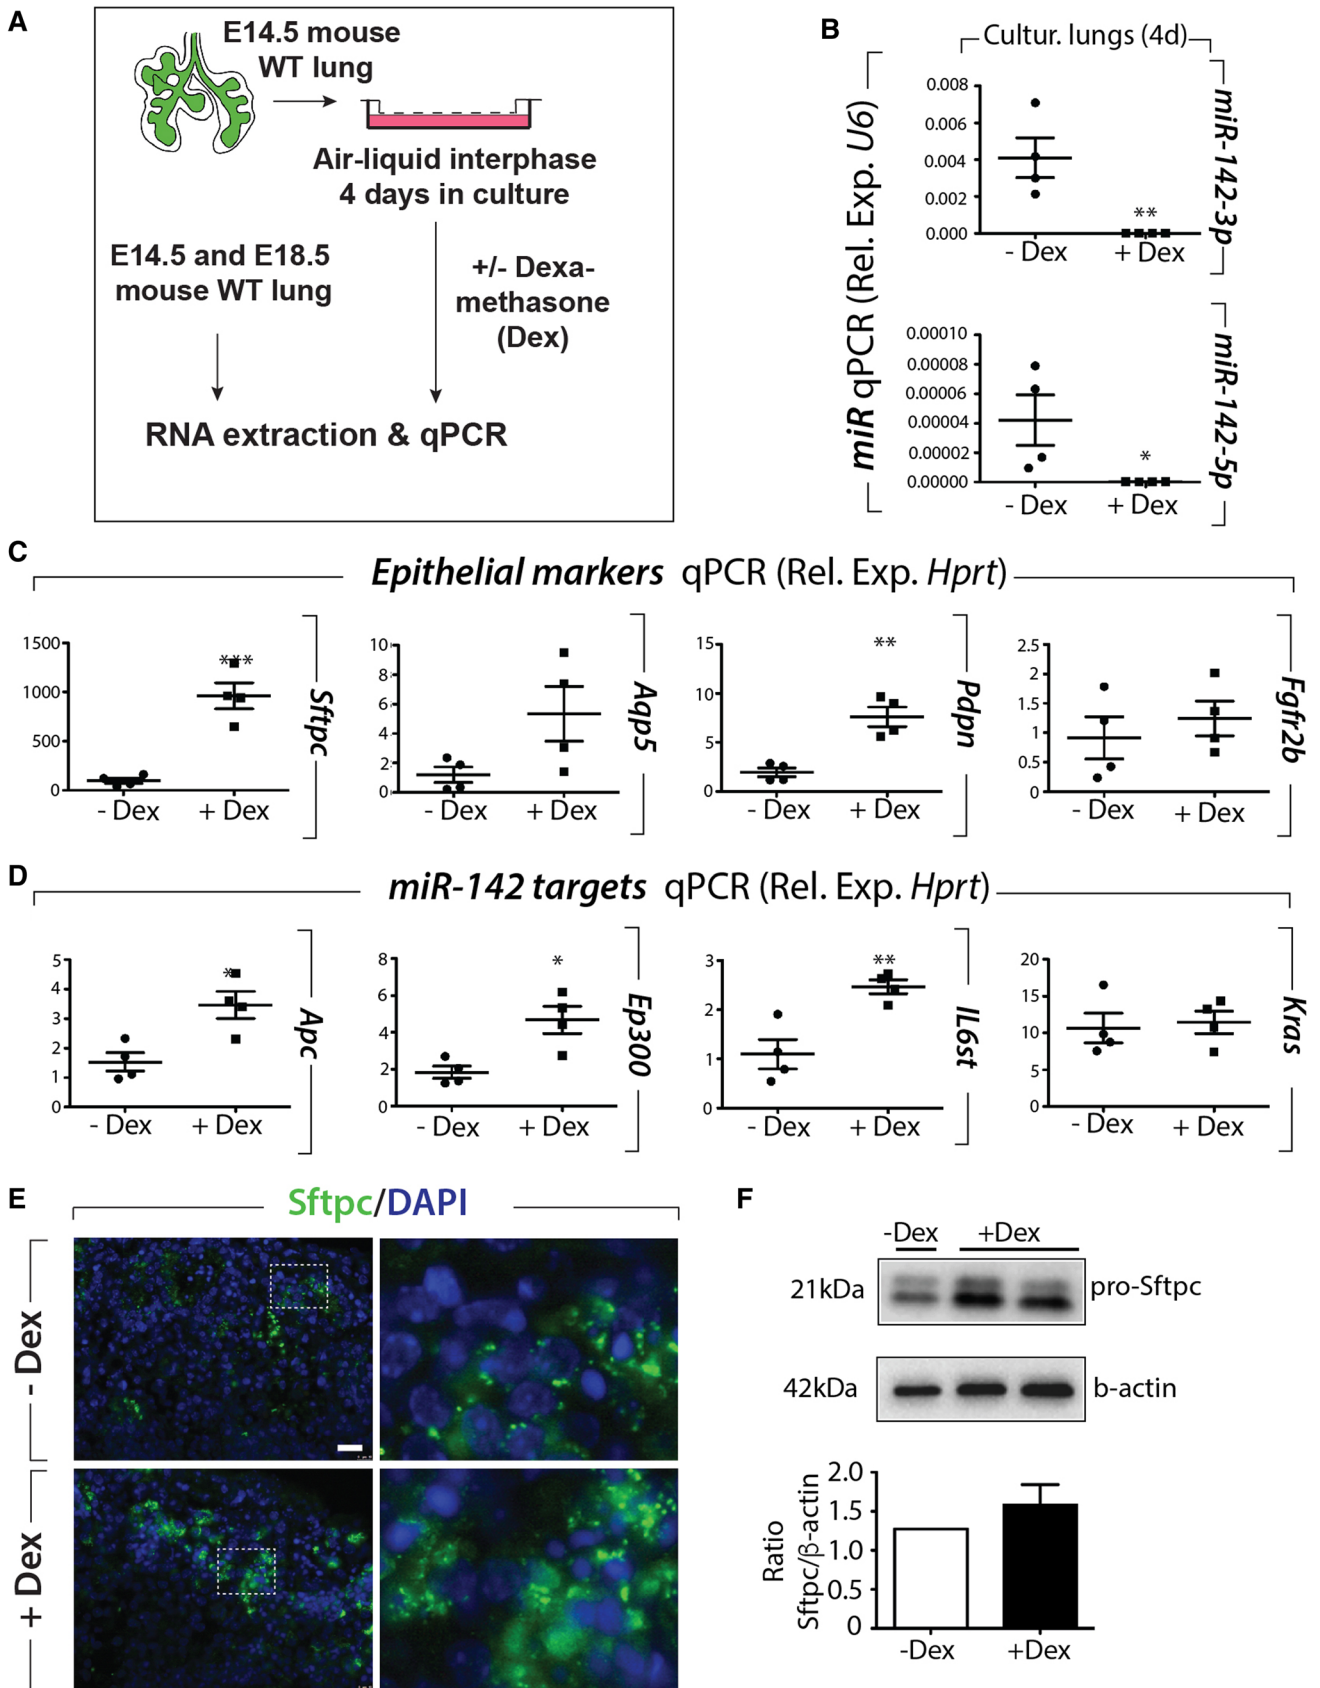 A
E14.5 mouse
WT lung
Air-liquid interphase
4 days in culture
E14.5 and E18.5
mouse WT lung
+/- Dexa-
methasone
(Dex)
RNA extraction & qPCR
B
Cultur. lungs (4d)
miR qPCR (Rel. Exp. U6)
0.008
0.006
0.004
0.002
0.000
**
- Dex
+ Dex
miR-142-3p
0.00010
0.00008
0.00006
0.00004
0.00002
0.00000
*
- Dex
+ Dex
miR-142-5p
C
Epithelial markers qPCR (Rel. Exp. Hprt)
1500
1000
500
0
***
- Dex
+ Dex
Sftpc
10
8
6
4
2
0
- Dex
+ Dex
Aqp5
15
10
5
0
**
- Dex
+ Dex
Pdpn
2.5
2
1.5
1
0.5
0
- Dex
+ Dex
Fgfr2b
D
miR-142 targets qPCR (Rel. Exp. Hprt)
5
4
3
2
1
0
*
- Dex
+ Dex
Apc
8
6
4
2
0
*
- Dex
+ Dex
Ep300
3
2
1
0
**
- Dex
+ Dex
IL6st
20
15
10
5
0
- Dex
+ Dex
Kras
E
Sftpc/DAPI
- Dex
+ Dex
F
-Dex
+Dex
21kDa
pro-Sftpc
42kDa
b-actin
Ratio
Sftpc/β-actin
2.0
1.5
1.0
0.5
0
-Dex
+Dex